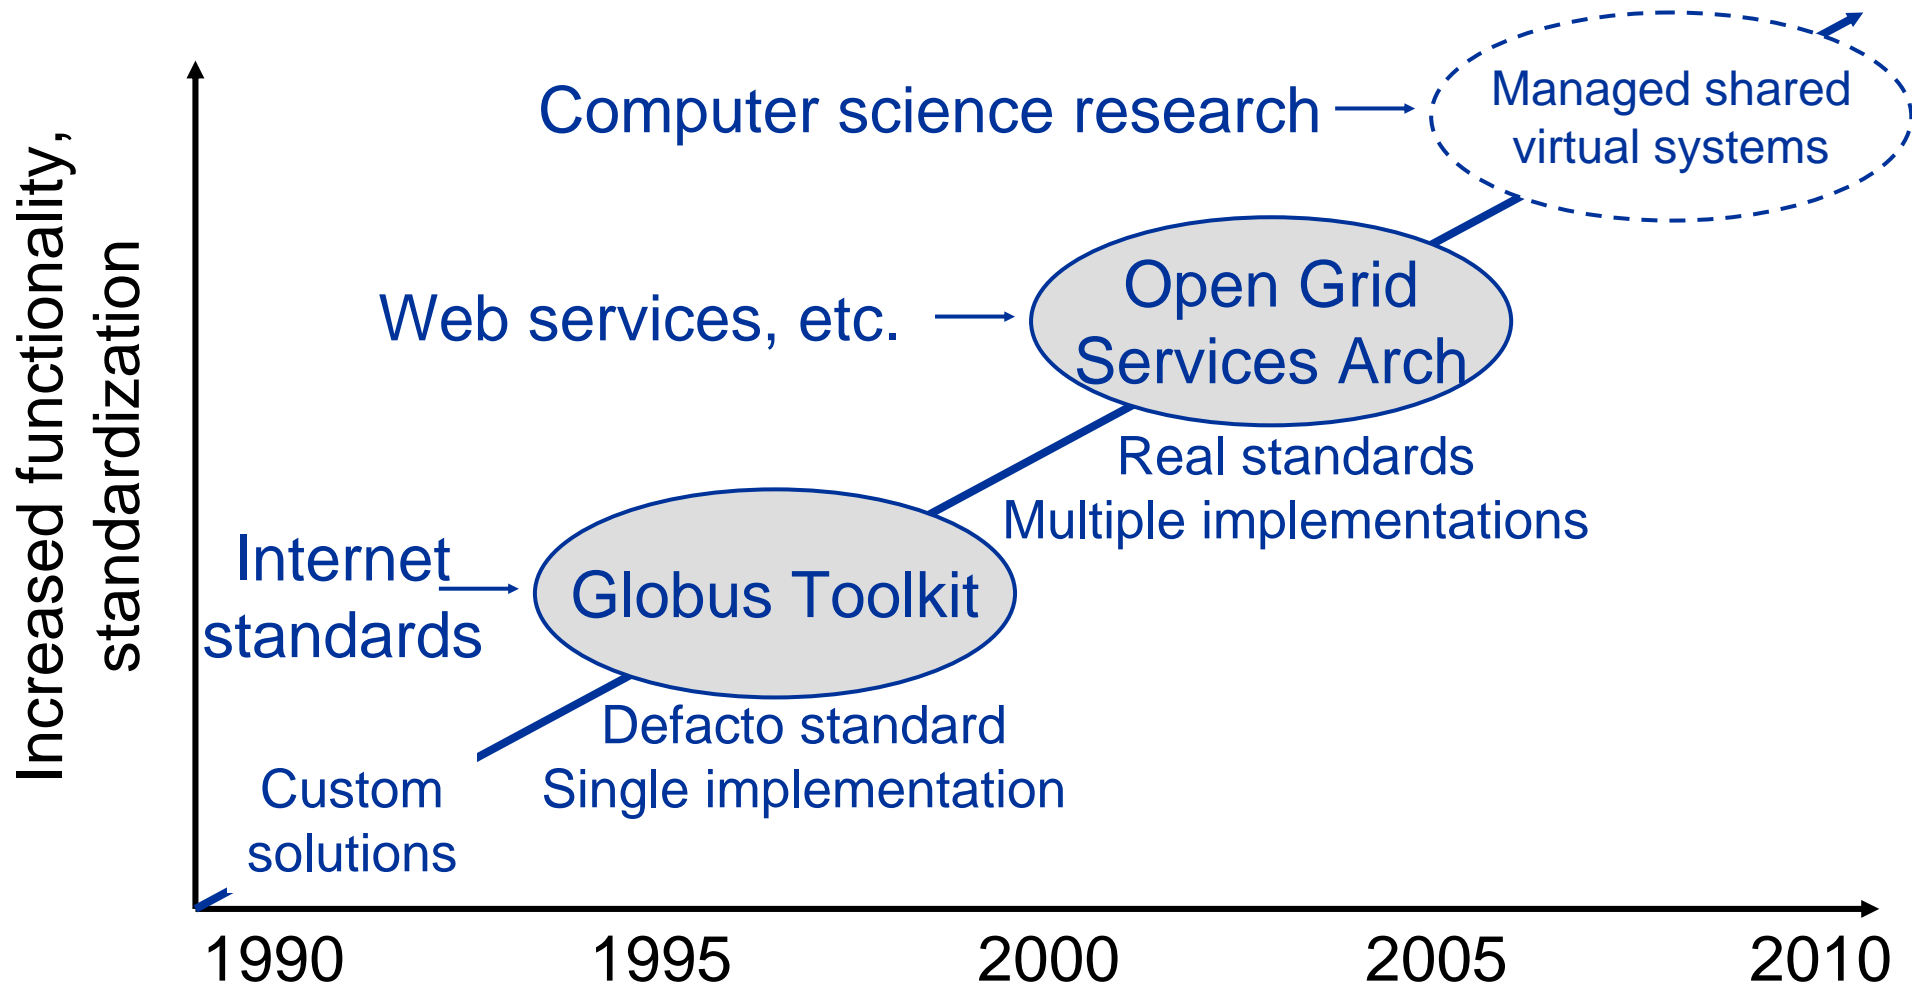 Increased functionality,
standardization
Computer science research
Managed shared
virtual systems
Web services, etc.
Open Grid
Services Arch
Real standards
Multiple implementations
Internet
standards
Globus Toolkit
Defacto standard
Single implementation
Custom
solutions
1990 1995 2000 2005 2010